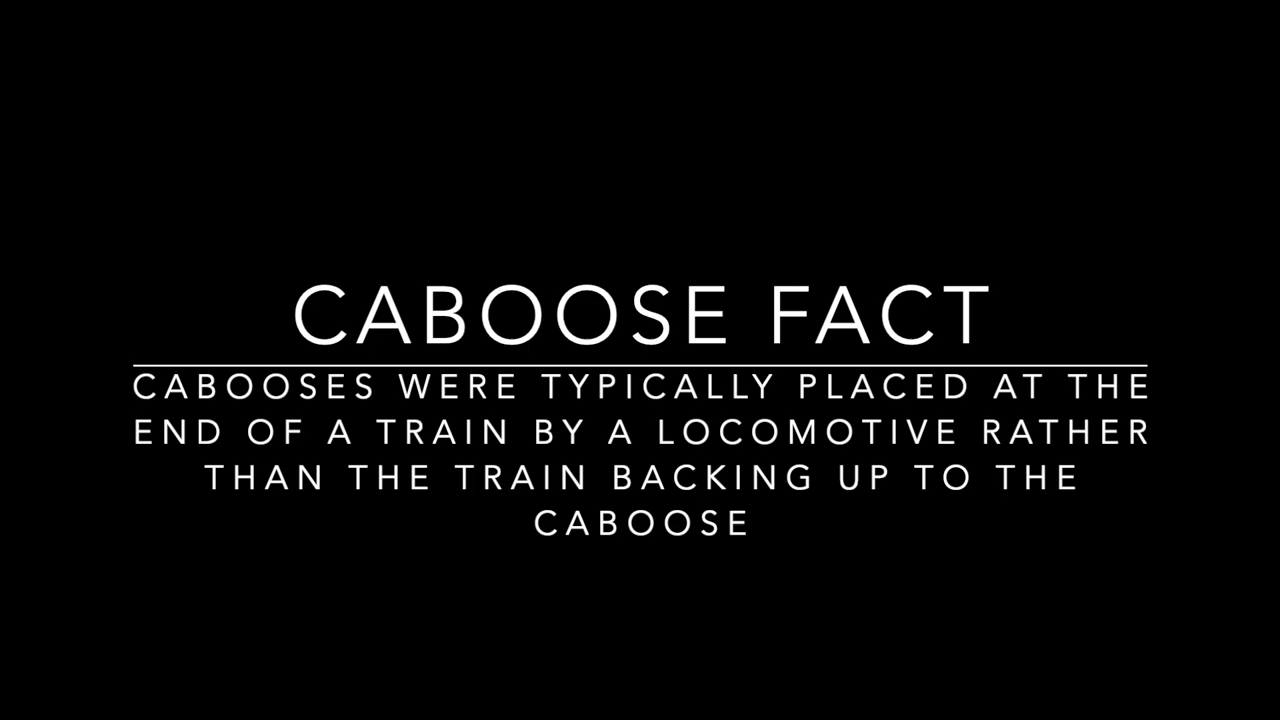 CABOOSE FACT
CABOOSES WERE TYPICALLY PLACED AT THE
END OF A TRAIN BY A LOCOMOTIVE RATHER
THAN THE TRAIN BACKING UP TO THE
CABOOSE